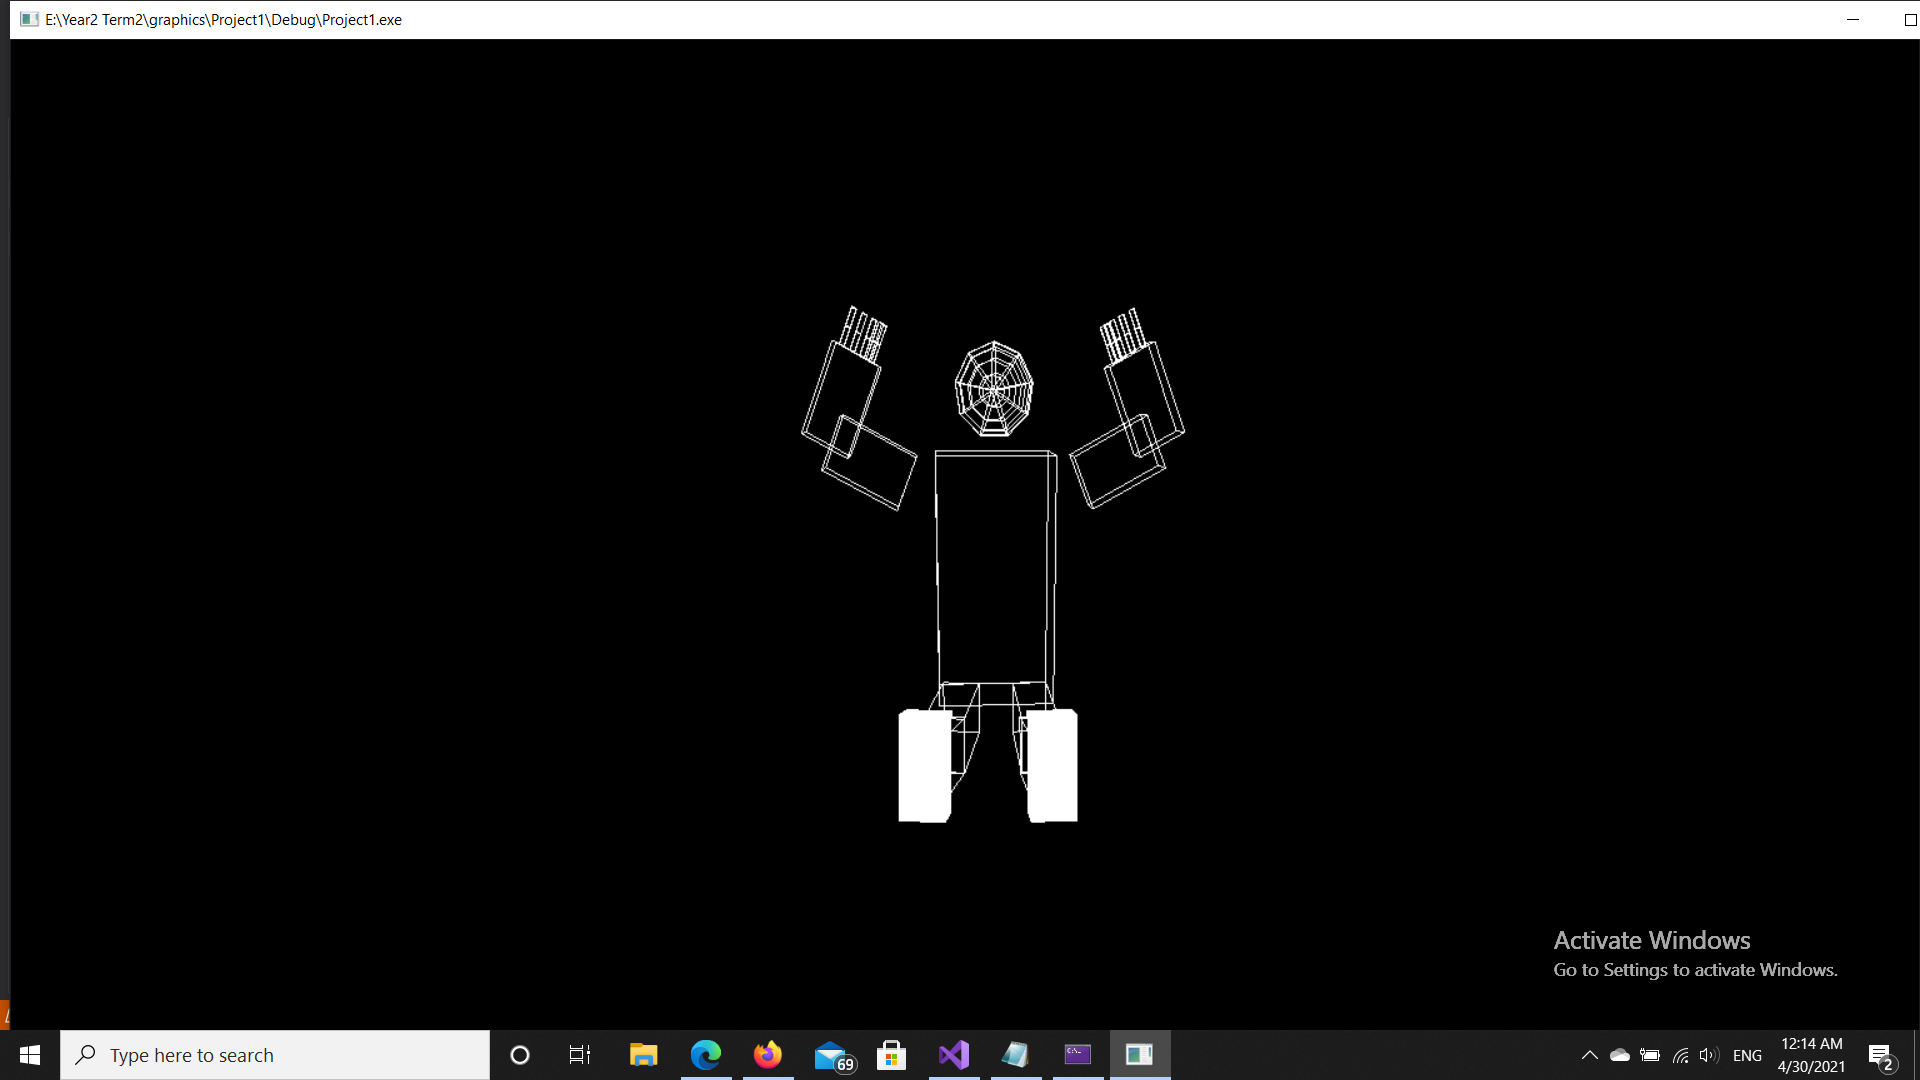 E:\Year2 Term2\graphics\Project1\Debug\Project1.exe
Activate Windows
Go to Settings to activate Windows.
Type here to search
69
ENG
12:14 AM
4/30/2021
2